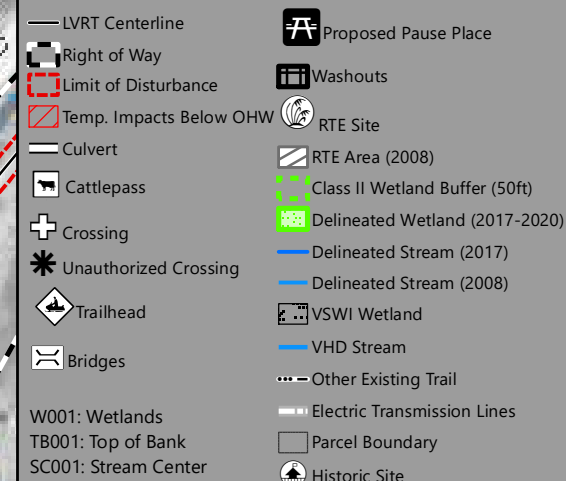 LVRT Centerline
Right of Way
Limit of Disturbance
Temp. Impacts Below OHW
Culvert
Cattlepass
Crossing
Unauthorized Crossing
Trailhead
Bridges
W001: Wetlands
TB001: Top of Bank
SC001: Stream Center
Proposed Pause Place
Washouts
RTE Site
RTE Area (2008)
Class II Wetland Buffer (50ft)
Delineated Wetland (2017-2020)
Delineated Stream (2017)
Delineated Stream (2008)
VSWI Wetland
VHD Stream
Other Existing Trail
Electric Transmission Lines
Parcel Boundary
Historic Site